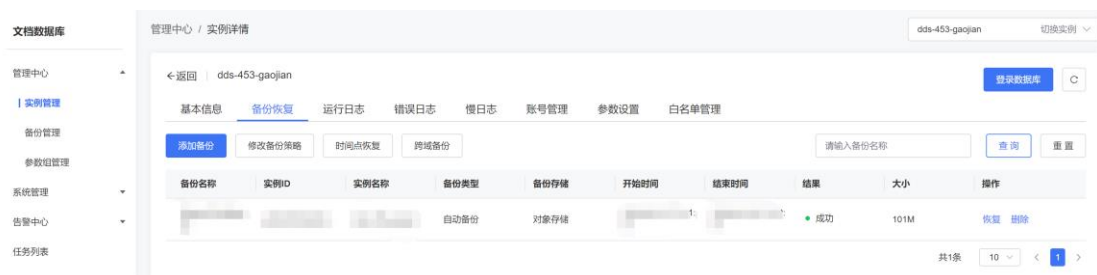 文档数据库
管理中心 / 实例详情
dds-453-gaojian 切换实例
管理中心
实例管理
备份管理
参数组管理
系统管理
告警中心
任务列表
←返回 dds-453-gaojian
登录数据库
基本信息 备份恢复 运行日志 错误日志 慢日志 账号管理 参数设置 白名单管理
添加备份 修改备份策略 时间点恢复 跨域备份 请输入备份名称 查询 重置
备份名称 实例ID 实例名称 备份类型 备份存储 开始时间 结束时间 结果 大小 操作
自动备份 对象存储 成功 101M 恢复 删除
共1条 10 < 1 >